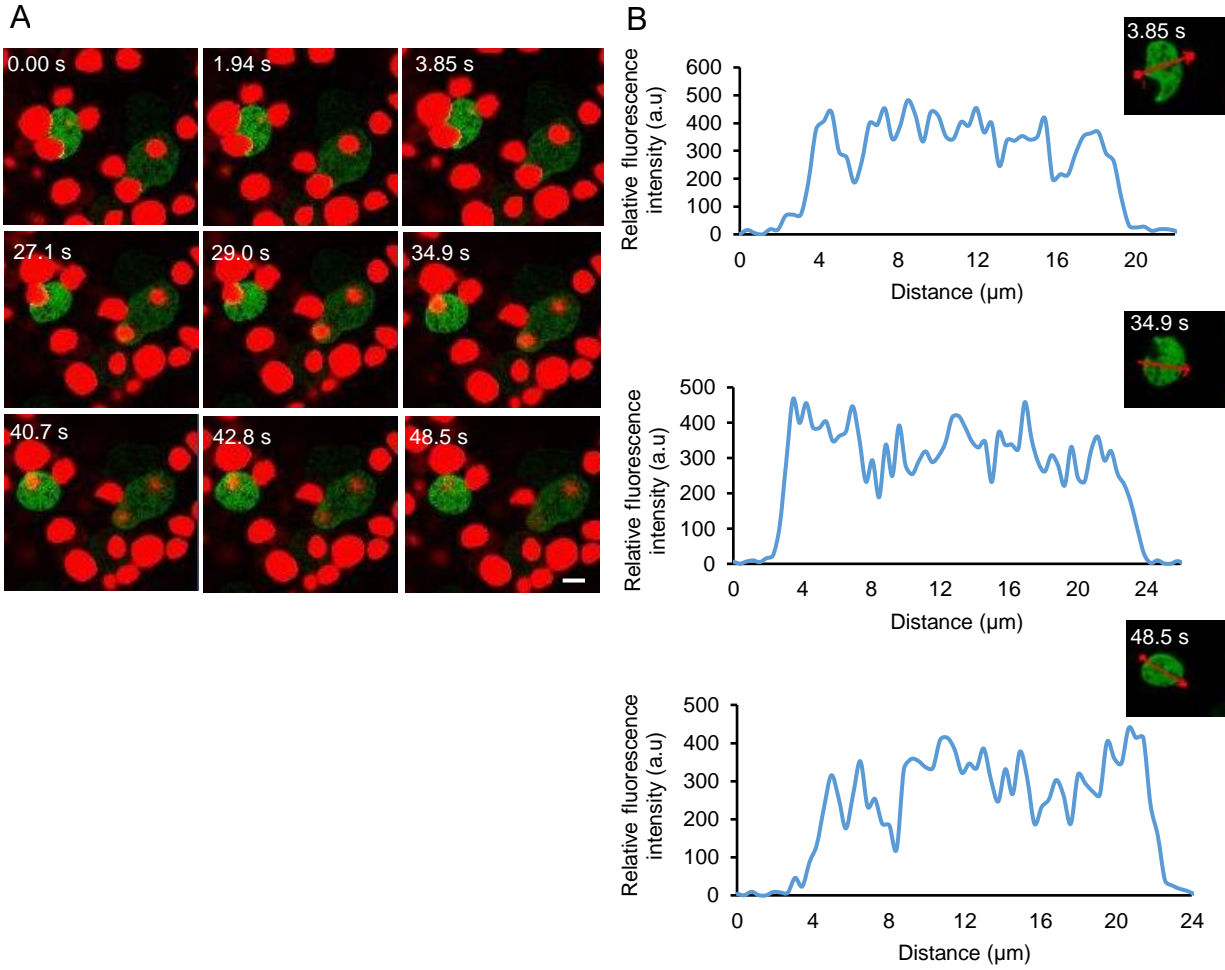 A
0.00 s
1.94 s
3.85 s
27.1 s
29.0 s
34.9 s
40.7 s
42.8 s
48.5 s
B
3.85 s
Relative fluorescence
intensity (a.u)
600
500
400
300
200
100
0
0 4 8 12 16 20
Distance (µm)
34.9 s
Relative fluorescence
intensity (a.u)
500
400
300
200
100
0
0 4 8 12 16 20 24
Distance (µm)
48.5 s
Relative fluorescence
intensity (a.u)
500
400
300
200
100
0
0 4 8 12 16 20 24
Distance (µm)